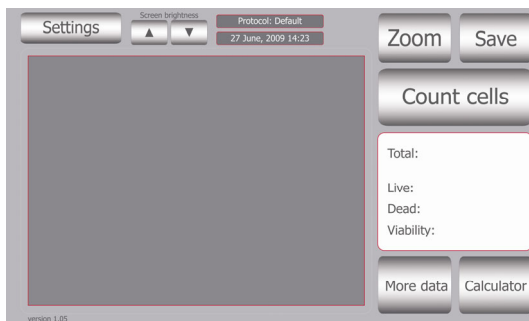 Settings
Screen brightness
Protocol: Default
27 June, 2009 14:23
Zoom
Save
Count cells
Total:
Live:
Dead:
Viability:
More data
Calculator
version 1.05